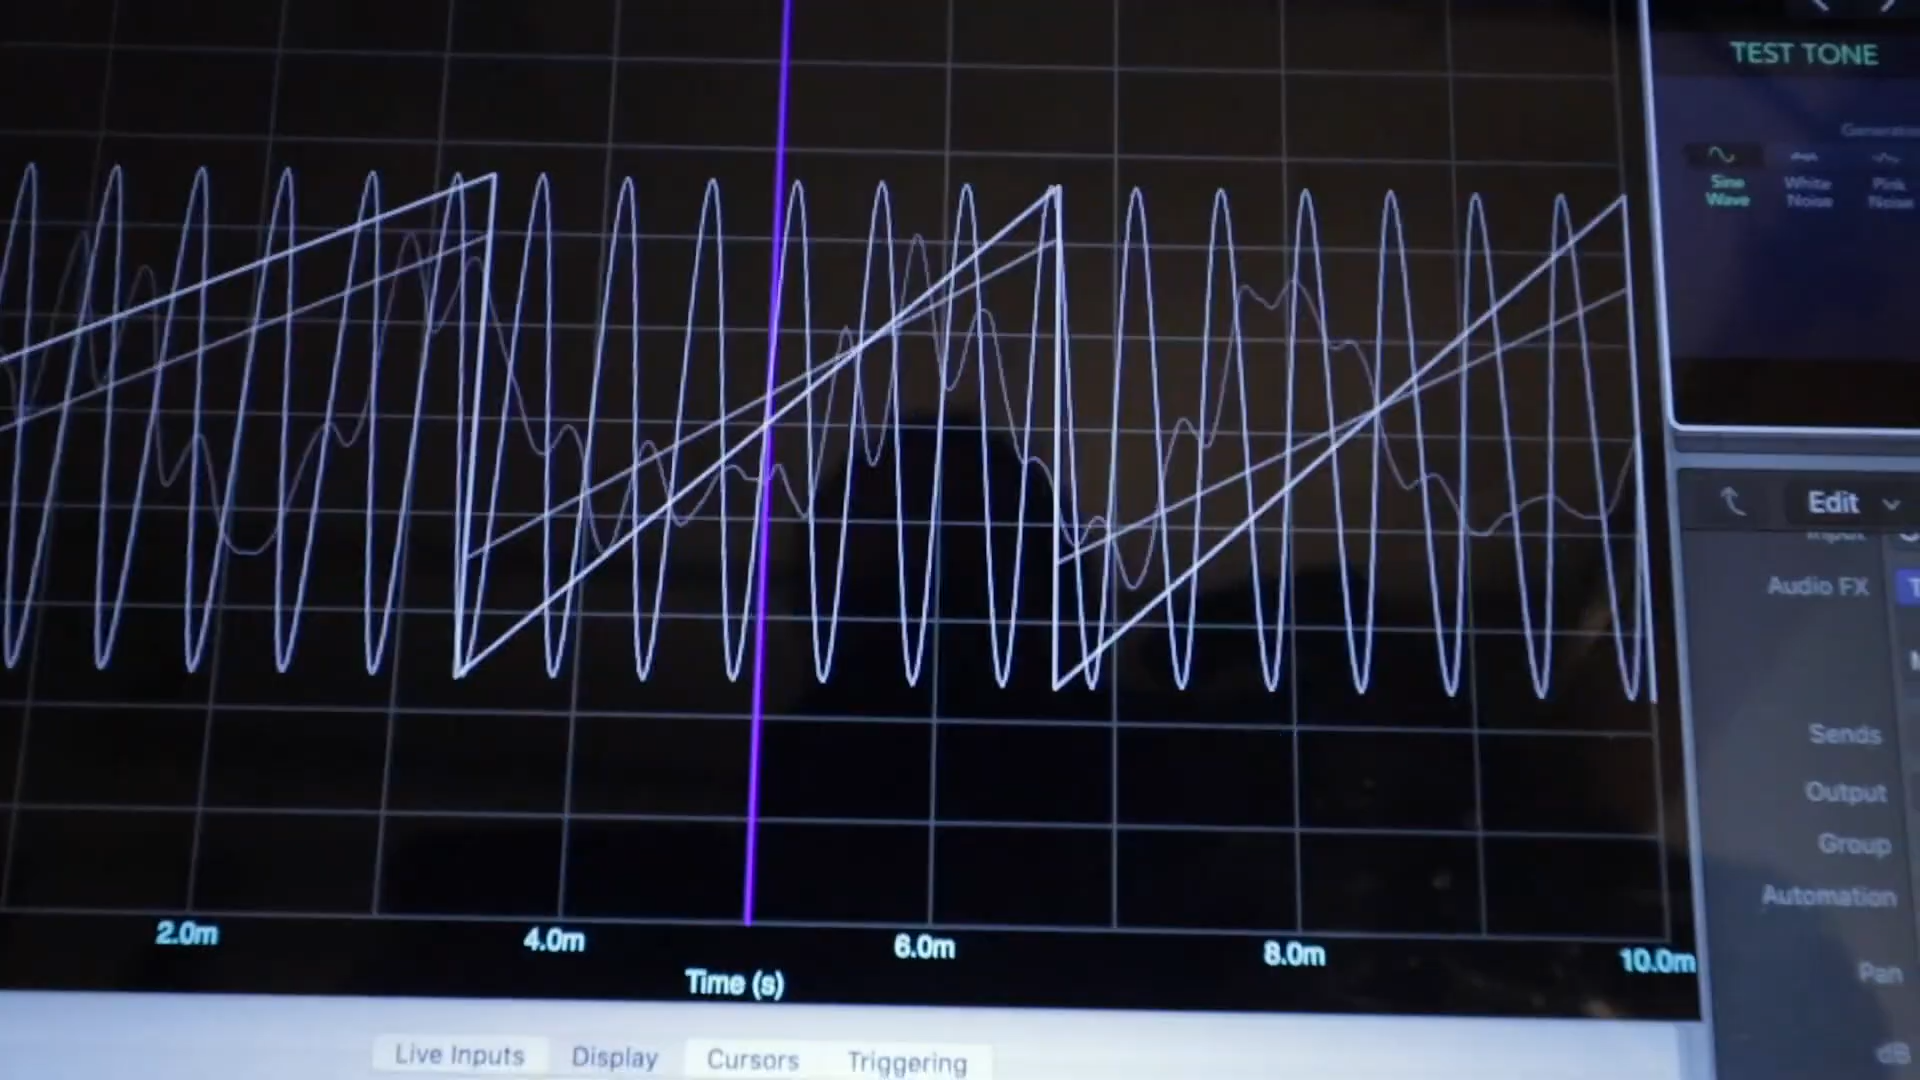 TEST TONE
Sine
Wave
White
Noise
Pink
Noise
Edit
Audio FX
Sends
Output
Group
Automation
Pan
dB
2.0m
4.0m
6.0m
8.0m
10.0m
Time (s)
Live Inputs
Display
Cursors
Triggering